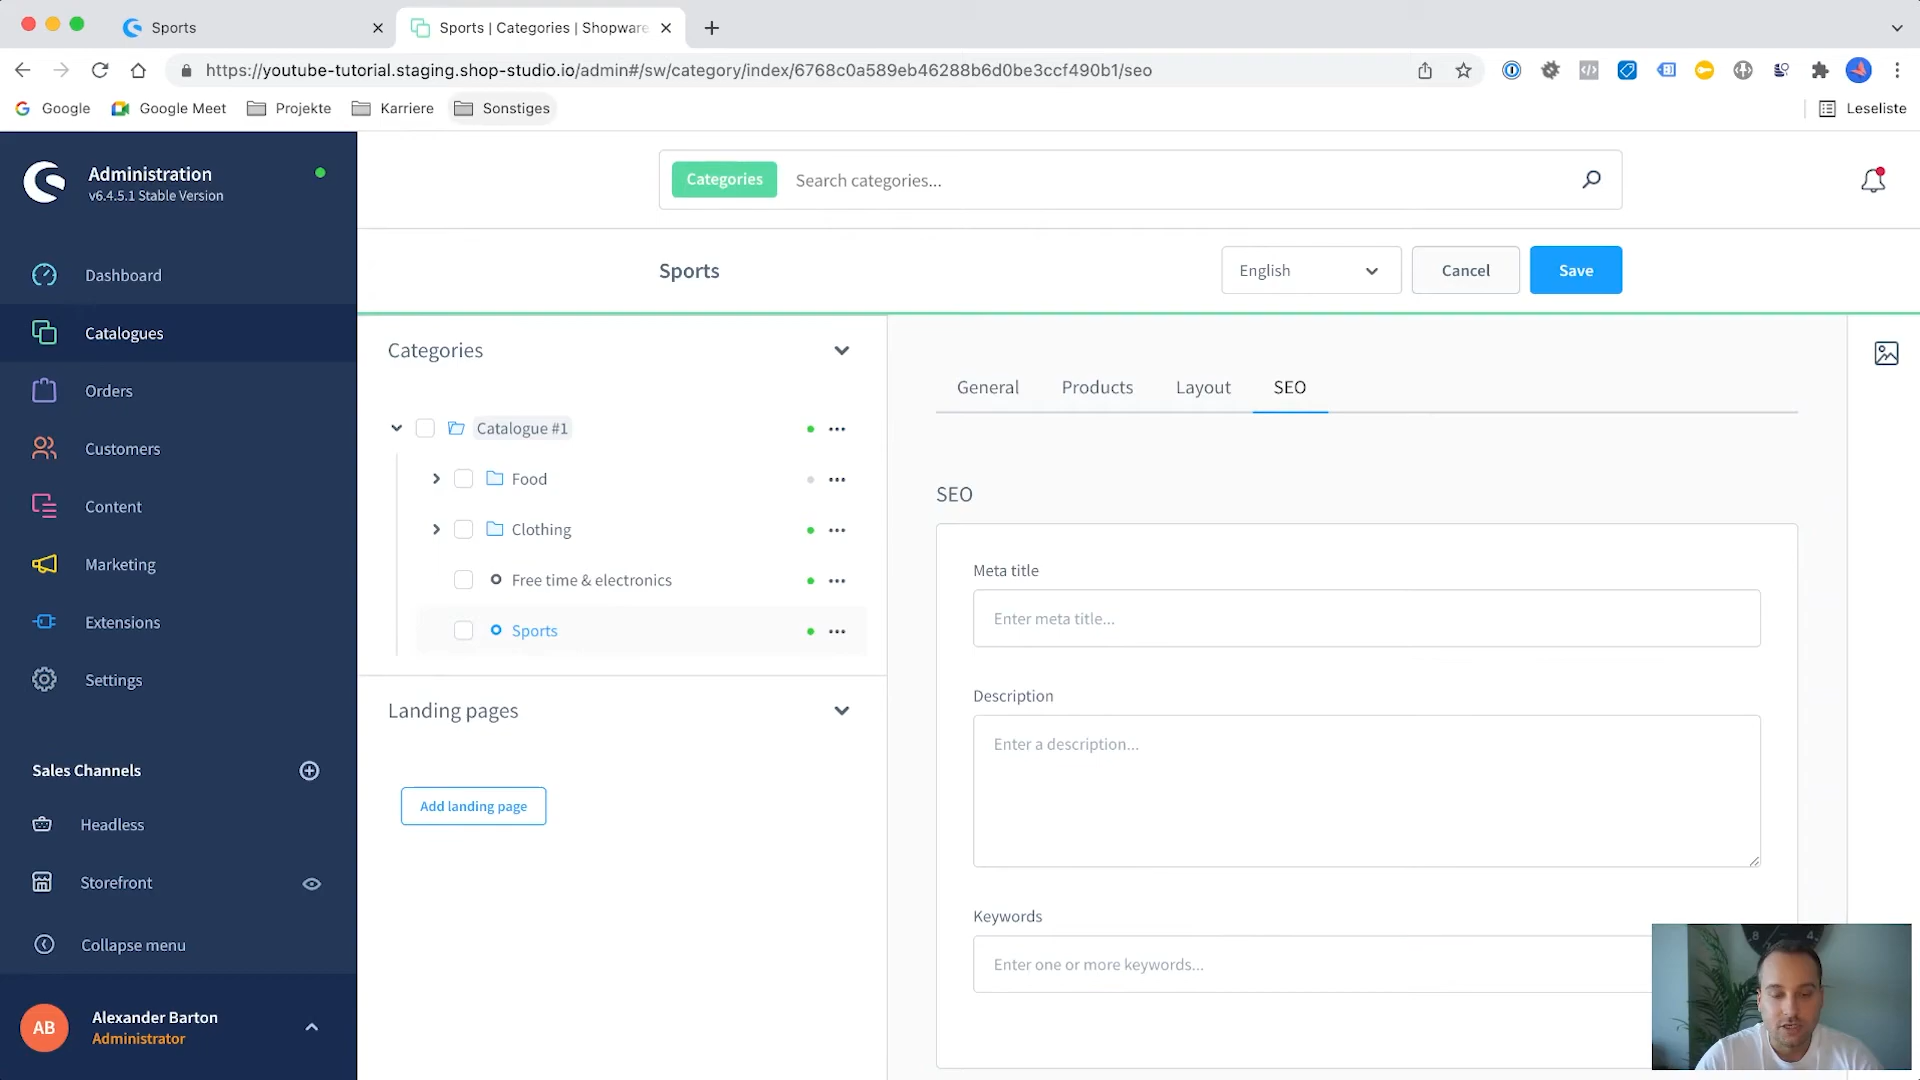 Sports
Sports | Categories | Shopware
https://youtube-tutorial.staging.shop-studio.io/admin#/sw/category/index/6768c0a589eb46288b6d0be3ccf490b1/seo
Google
Google Meet
Projekte
Karriere
Sonstiges
Leseliste
Administration
v6.4.5.1 Stable Version
Categories
Search categories...
Dashboard
Catalogues
Orders
Customers
Content
Marketing
Extensions
Settings
Sales Channels
Headless
Storefront
Collapse menu
AB
Alexander Barton
Administrator
Sports
English
Cancel
Save
Categories
Catalogue #1
Food
Clothing
Free time & electronics
Sports
Landing pages
Add landing page
General
Products
Layout
SEO
SEO
Meta title
Enter meta title...
Description
Enter a description...
Keywords
Enter one or more keywords...
8
4